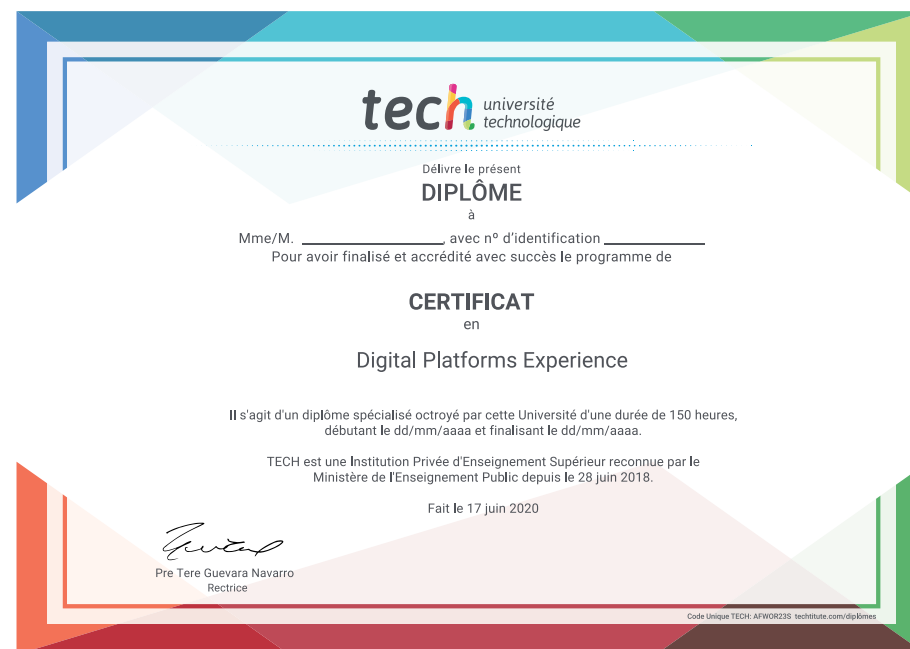 tech université
technologique
Délivre le présent
DIPLÔME
à
Mme/M. ____________________, avec nº d'identification ______________
Pour avoir finalisé et accrédité avec succès le programme de
CERTIFICAT
en
Digital Platforms Experience
Il s'agit d'un diplôme spécialisé octroyé par cette Université d'une durée de 150 heures,
débutant le dd/mm/aaaa et finalisant le dd/mm/aaaa.
TECH est une Institution Privée d'Enseignement Supérieur reconnue par le
Ministère de l'Enseignement Public depuis le 28 juin 2018.
Fait le 17 juin 2020
Pre Tere Guevara Navarro
Rectrice
Code Unique TECH: AFWOR23S techtitute.com/diplômes